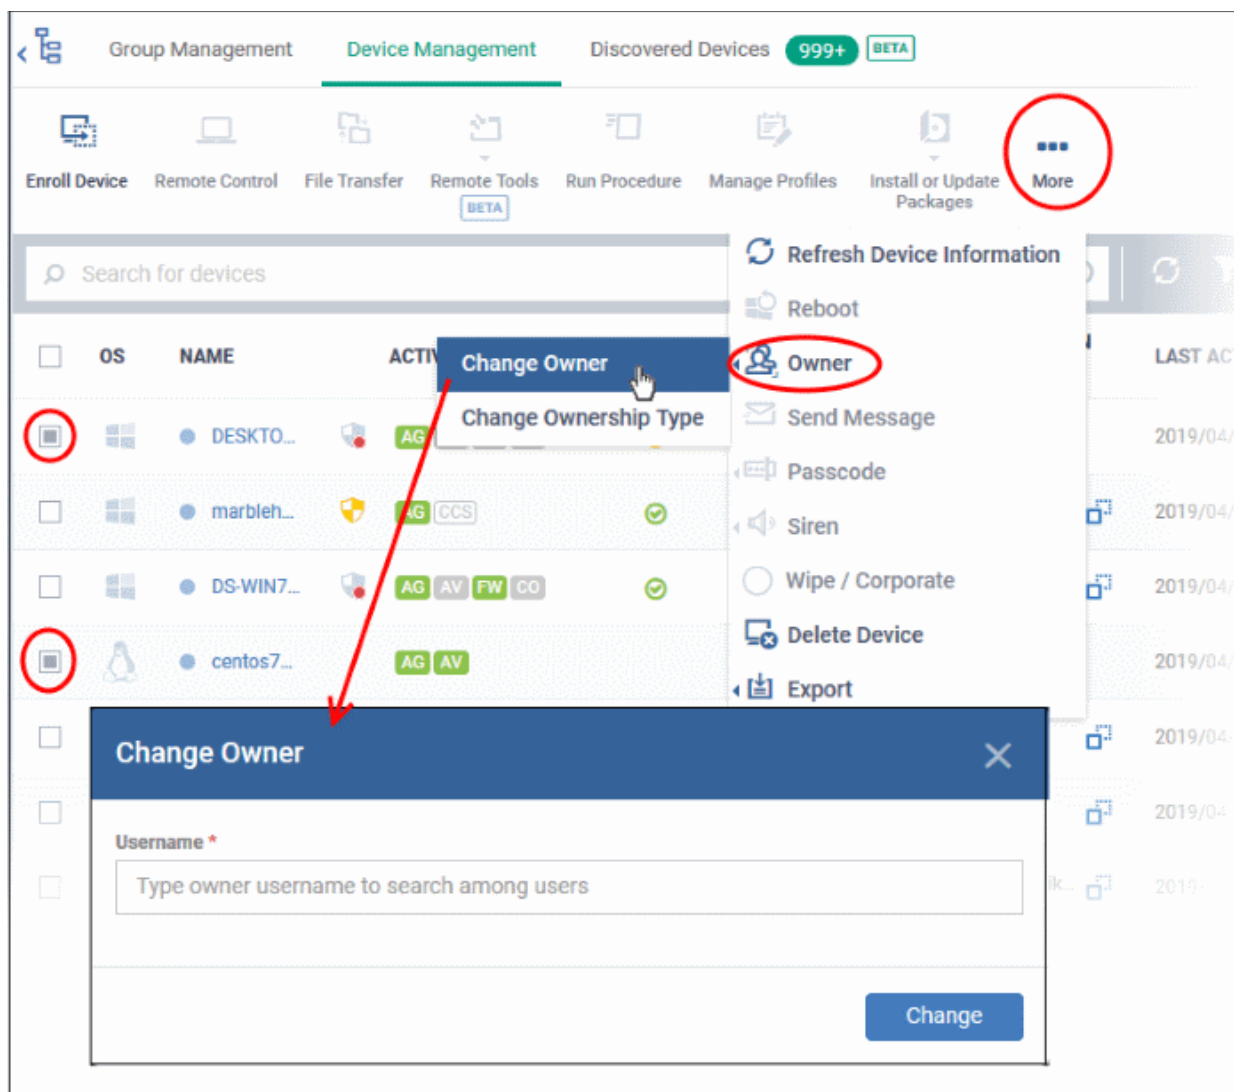 Group Management Device Management Discovered Devices 999+ BETA
Enroll Device Remote Control File Transfer Remote Tools Run Procedure Manage Profiles Install or Update More
BETA Packages
Search for devices
Refresh Device Information
Reboot
OS NAME ACTIV LAST AC
Change Owner Owner
Change Ownership Type Send Message
DESKTO... AG 2019/04/
Passcode
marbleh... AG CCS 2019/04/
Siren
DS-WIN7... AG AV FW CO Wipe / Corporate 2019/04/
Delete Device
centos7... AG AV 2019/04/
Export
Change Owner 2019/04
2019/04
Username *
Type owner username to search among users
ik... 2019-
Change